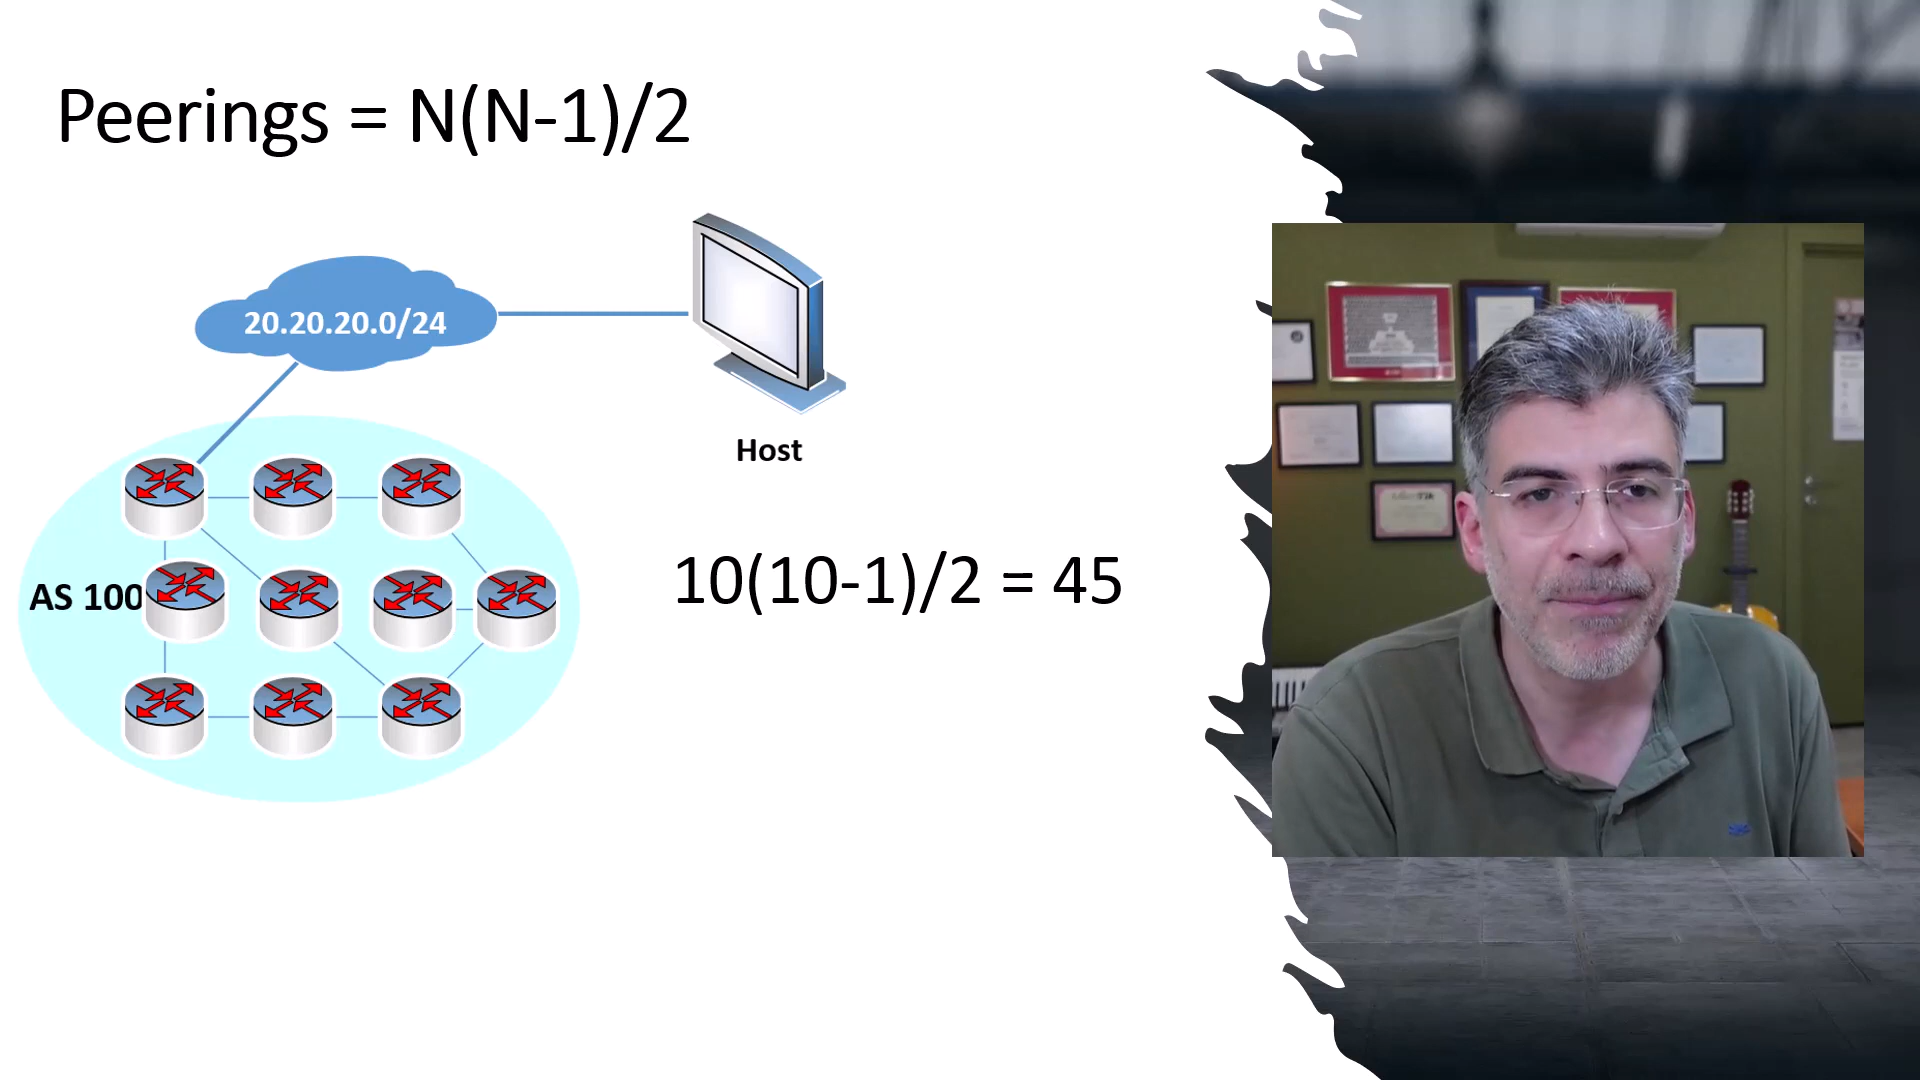 Peerings = N(N-1)/2
20.20.20.0/24
Host
AS 100
10(10-1)/2 = 45